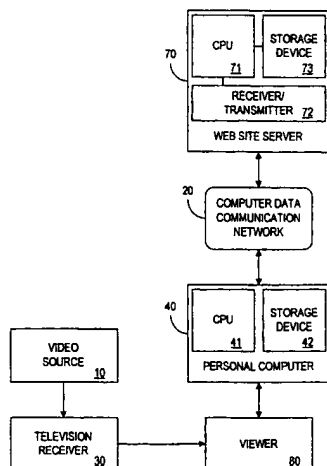 70
CPU
71
STORAGE
DEVICE
73
RECEIVER/
TRANSMITTER
72
WEB SITE SERVER
20
COMPUTER DATA
COMMUNICATION
NETWORK
40
CPU
41
STORAGE
DEVICE
42
PERSONAL COMPUTER
VIDEO
SOURCE
10
TELEVISION
RECEIVER
30
VIEWER
80